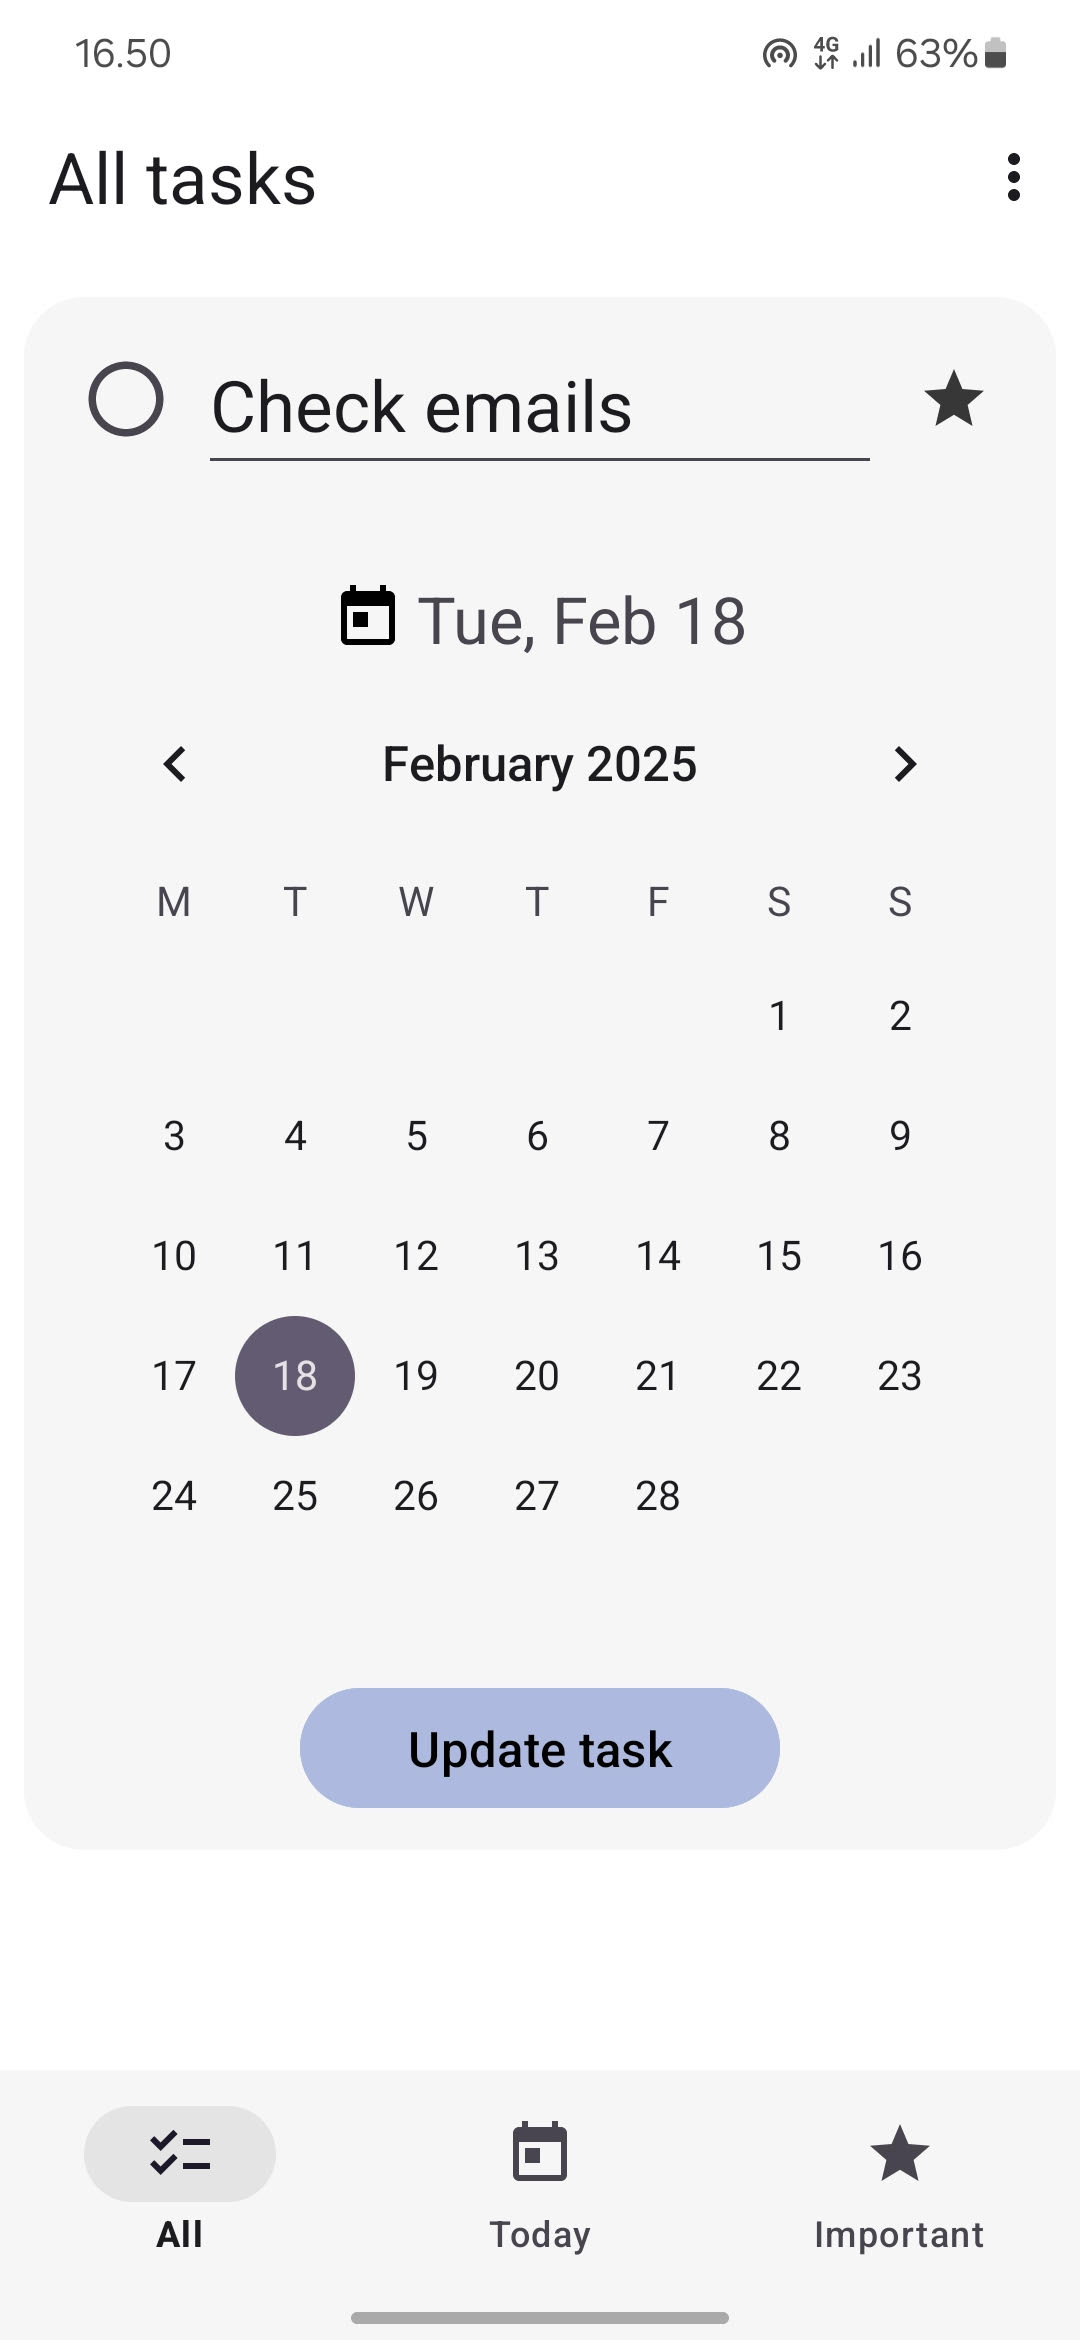 16.50 4G 63%
All tasks
Check emails
Tue, Feb 18
February 2025
M T W T F S S
1 2
3 4 5 6 7 8 9
10 11 12 13 14 15 16
17 18 19 20 21 22 23
24 25 26 27 28
Update task
All Today Important